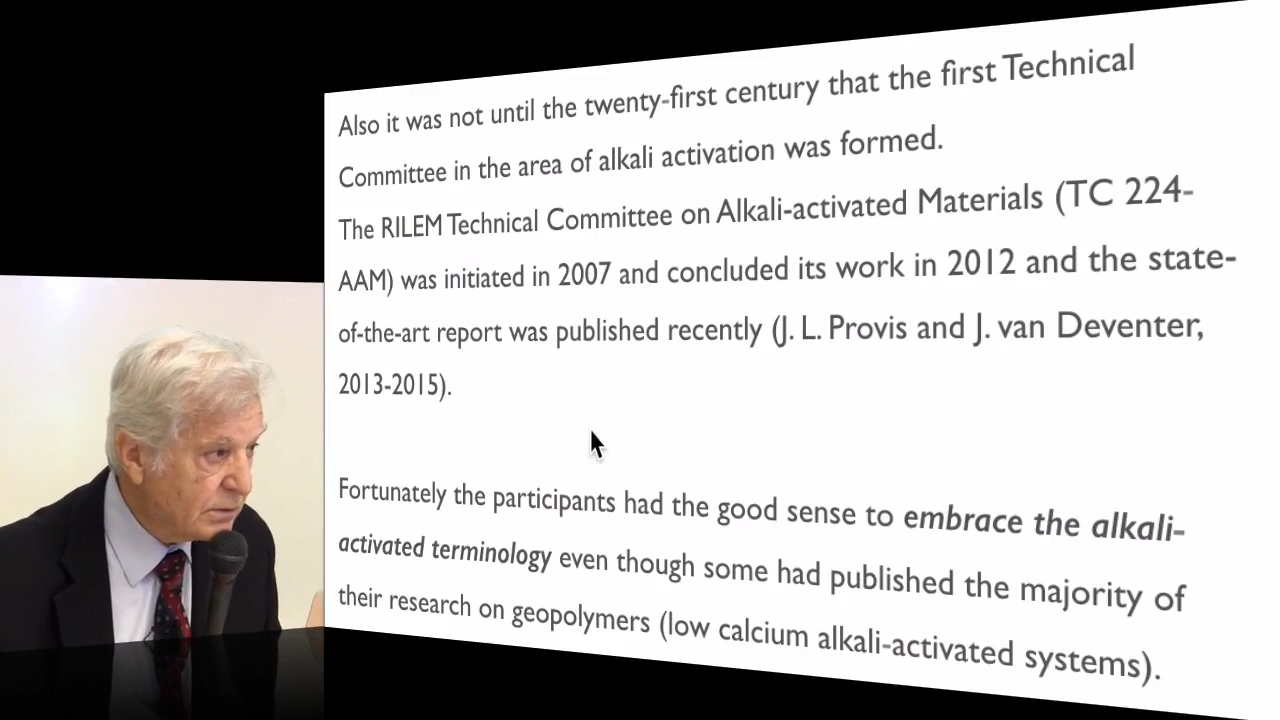 Also it was not until the twenty-first century that the first Technical
Committee in the area of alkali activation was formed.
The RILEM Technical Committee on Alkali-activated Materials (TC 224-
AAM) was initiated in 2007 and concluded its work in 2012 and the state-
of-the-art report was published recently (J. L. Provis and J. van Deventer,
2013-2015).
Fortunately the participants had the good sense to embrace the alkali-
activated terminology even though some had published the majority of
their research on geopolymers (low calcium alkali-activated systems).